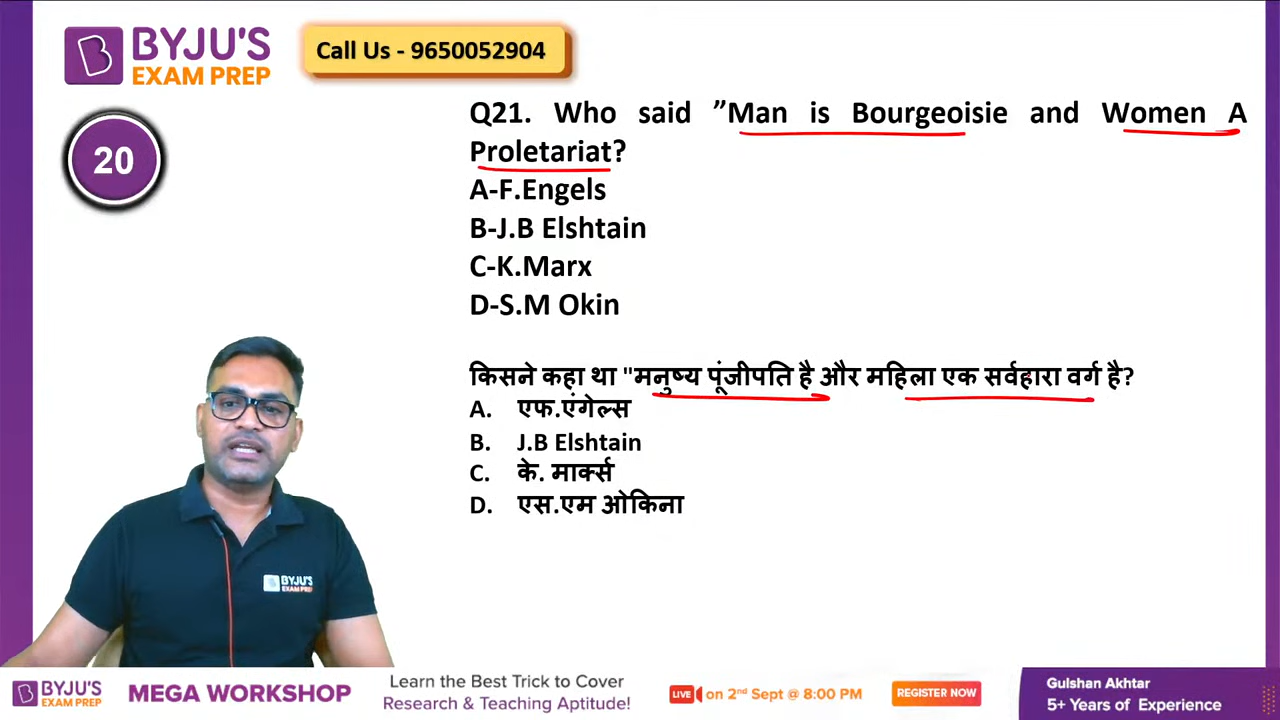 BYJU'S
EXAM PREP
Call Us - 9650052904
20
Q21. Who said ”Man is Bourgeoisie and Women A
Proletariat?
A-F.Engels
B-J.B Elshtain
C-K.Marx
D-S.M Okin
किसने कहा था "मनुष्य पूंजीपति है और महिला एक सर्वहारा वर्ग है?
A. एफ.एंगेल्स
B. J.B Elshtain
C. के. मार्क्स
D. एस.एम ओकिना
BYJU'S
EXAM PREP
BYJU'S
EXAM PREP
MEGA WORKSHOP
Learn the Best Trick to Cover
Research & Teaching Aptitude!
LIVE on 2nd Sept @ 8:00 PM
REGISTER NOW
Gulshan Akhtar
5+ Years of Experience